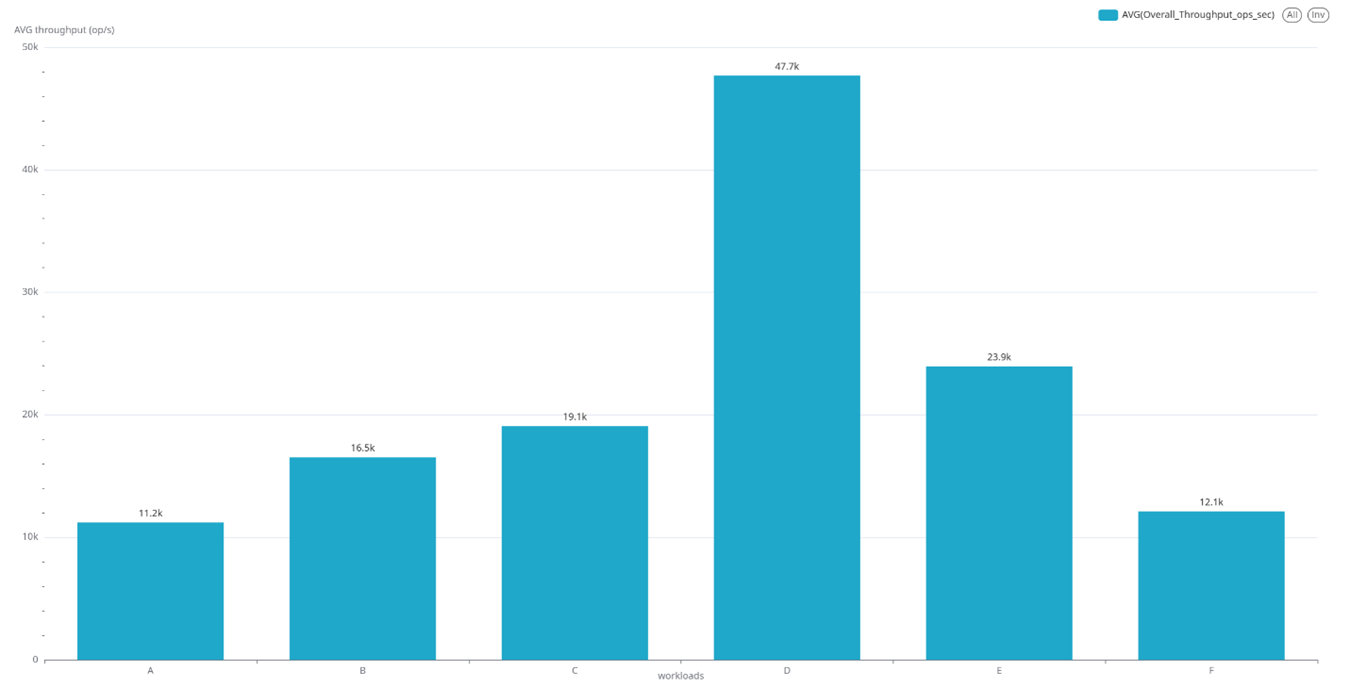 AVG(Overall_Throughput_ops_sec) All Inv
AVG throughput (op/s)
50k
47.7k
40k
30k
23.9k
20k
19.1k
16.5k
12.1k
11.2k
10k
0
A B C D E F
workloads